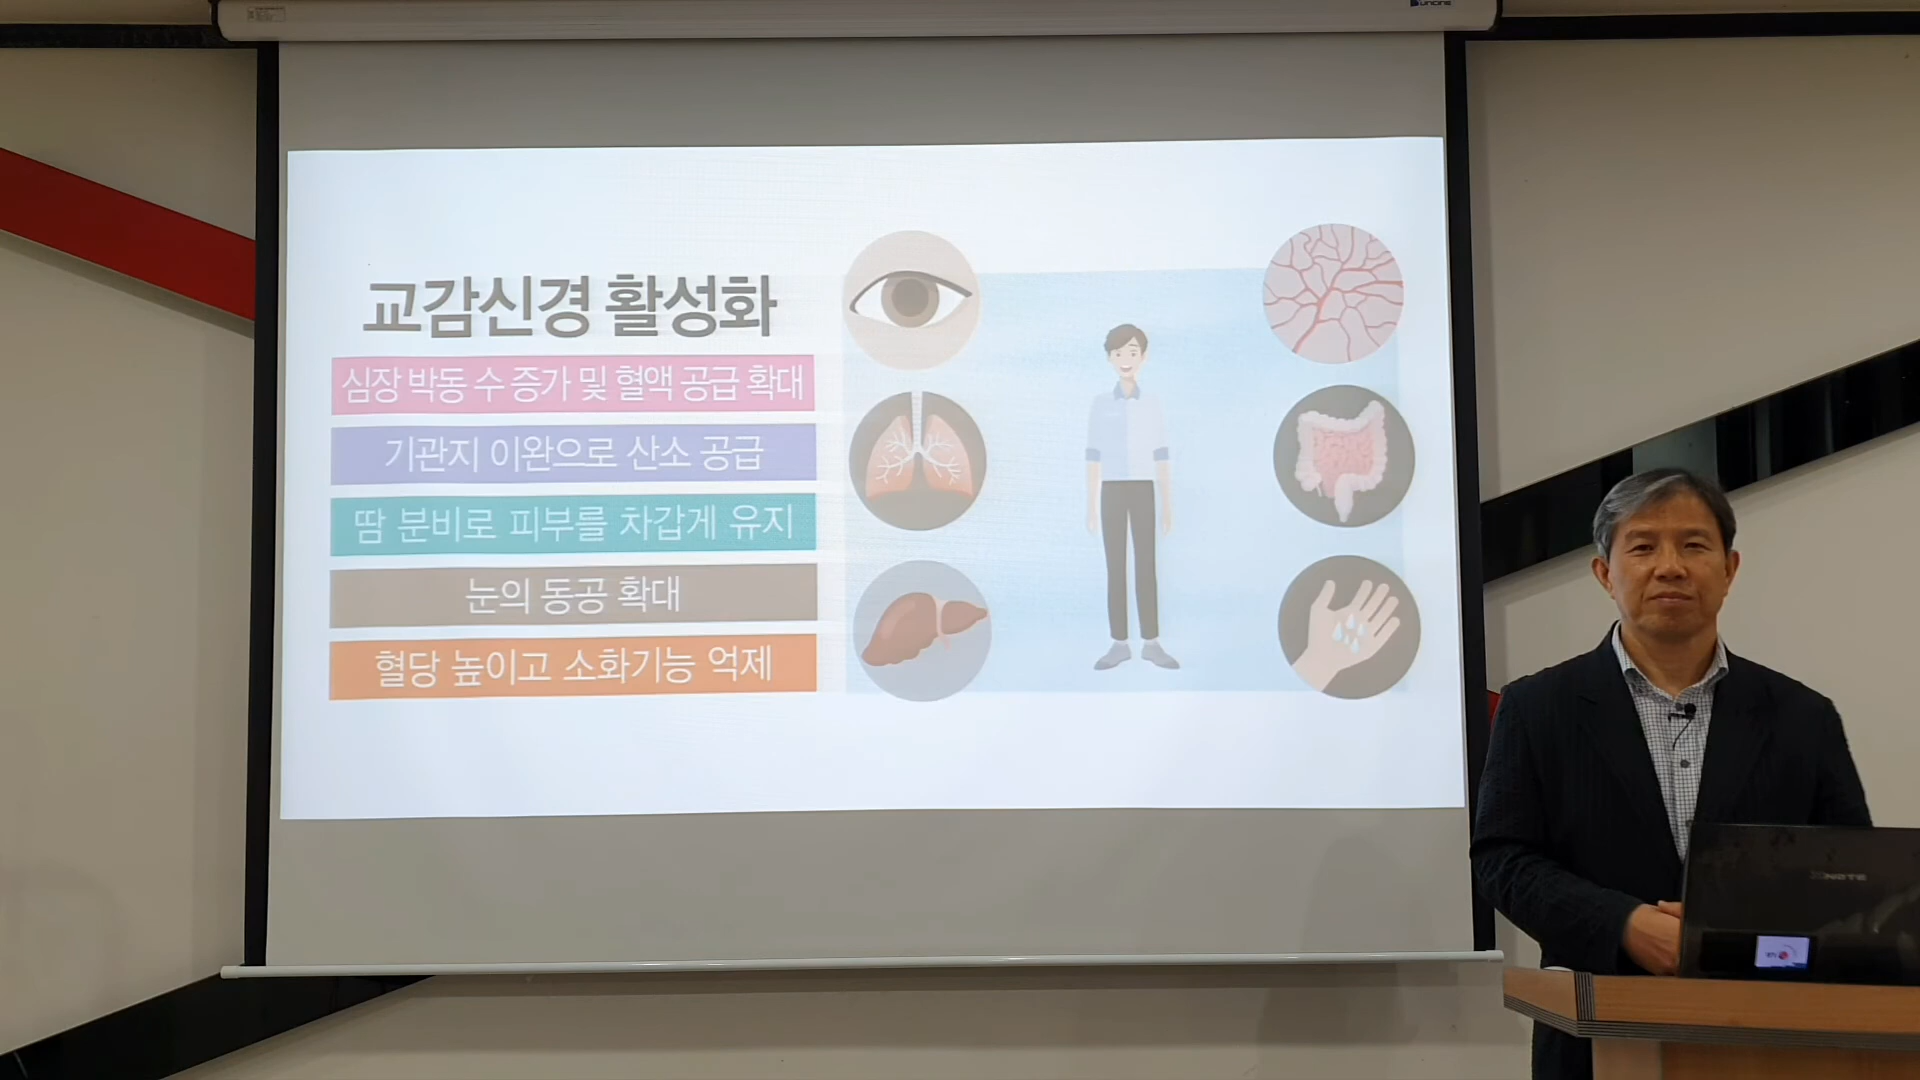 교감신경 활성화
심장 박동 수 증가 및 혈액 공급 확대
기관지 이완으로 산소 공급
땀 분비로 피부를 차갑게 유지
눈의 동공 확대
혈당 높이고 소화기능 억제
XNOTE